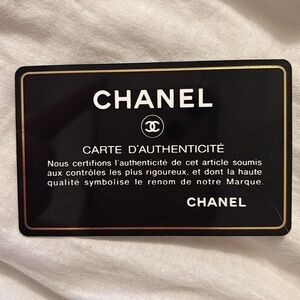 CHANEL
CARTE D'AUTHENTICITÉ
Nous certifions l'authenticité de cet article soumis
aux contrôles les plus rigoureux, et dont la haute
qualité symbolise le renom de notre Marque.
CHANEL